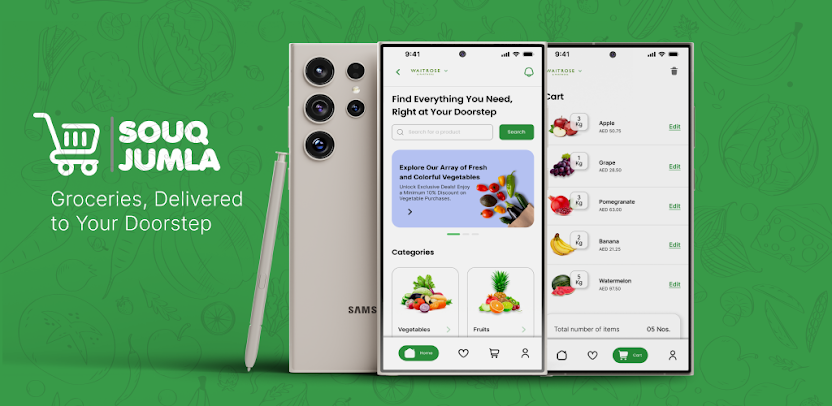 SOUQ
JUMLA
Groceries, Delivered
to Your Doorstep
SAMS
9:41
WAITROSE
Find Everything You Need,
Right at Your Doorstep
Search for a product
Search
Explore Our Array of Fresh
and Colorful Vegetables
Unlock Exclusive Deals! Enjoy
a Minimum 10% Discount on
Vegetable Purchases.
Categories
Vegetables
Fruits
Home
9:41
WAITROSE
Cart
3
Kg
Apple
AED 50.75
Edit
1
Kg
Grape
AED 28.00
Edit
3
Kg
Pomegranate
AED 63.00
Edit
2
Kg
Banana
AED 21.25
Edit
5
Kg
Watermelon
AED 97.50
Edit
Total number of items 05 Nos.
Cart